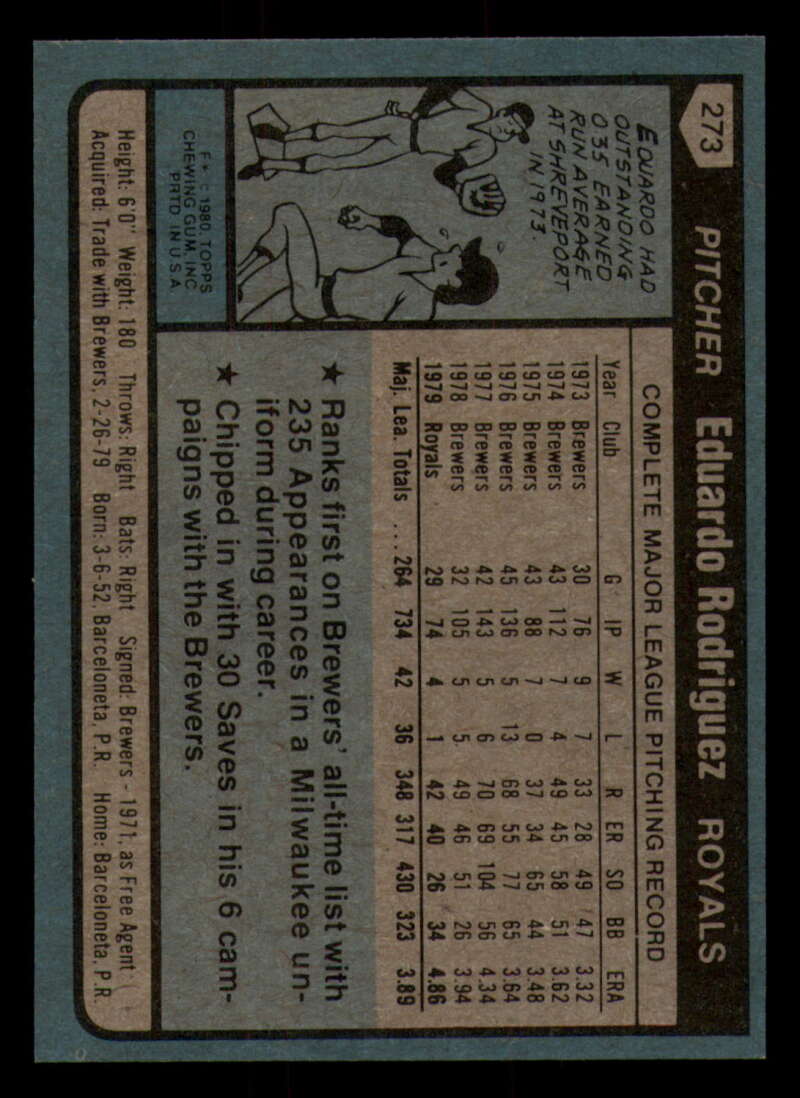 273
PITCHER Eduardo Rodriguez ROYALS
EDUARDO HAD
OUTSTANDING
0.35 EARNED
RUN AVERAGE
AT SHREVEPORT
IN 1973.
F* © 1980 TOPPS
CHEWING GUM, INC.
PRTD. IN U.S.A.
COMPLETE MAJOR LEAGUE PITCHING RECORD
Year Club G IP W L R ER SO BB ERA
1973 Brewers 30 76 9 7 33 28 49 47 3.32
1974 Brewers 43 112 7 4 49 45 58 51 3.62
1975 Brewers 43 88 7 0 37 34 65 44 3.48
1976 Brewers 45 136 5 13 68 55 77 65 3.64
1977 Brewers 42 143 5 6 70 69 104 56 4.34
1978 Brewers 32 105 5 5 49 46 51 26 3.94
1979 Royals 29 74 4 1 42 40 26 34 4.86
Maj. Lea. Totals ... 264 734 42 36 348 317 430 323 3.89
★ Ranks first on Brewers' all-time list with
235 Appearances in a Milwaukee un-
iform during career.
★ Chipped in with 30 Saves in his 6 cam-
paigns with the Brewers.
Height: 6'0" Weight: 180 Throws: Right Bats: Right Signed: Brewers - 1971, as Free Agent
Acquired: Trade with Brewers, 2-26-79 Born: 3-6-52, Barceloneta, P.R. Home: Barceloneta, P.R.